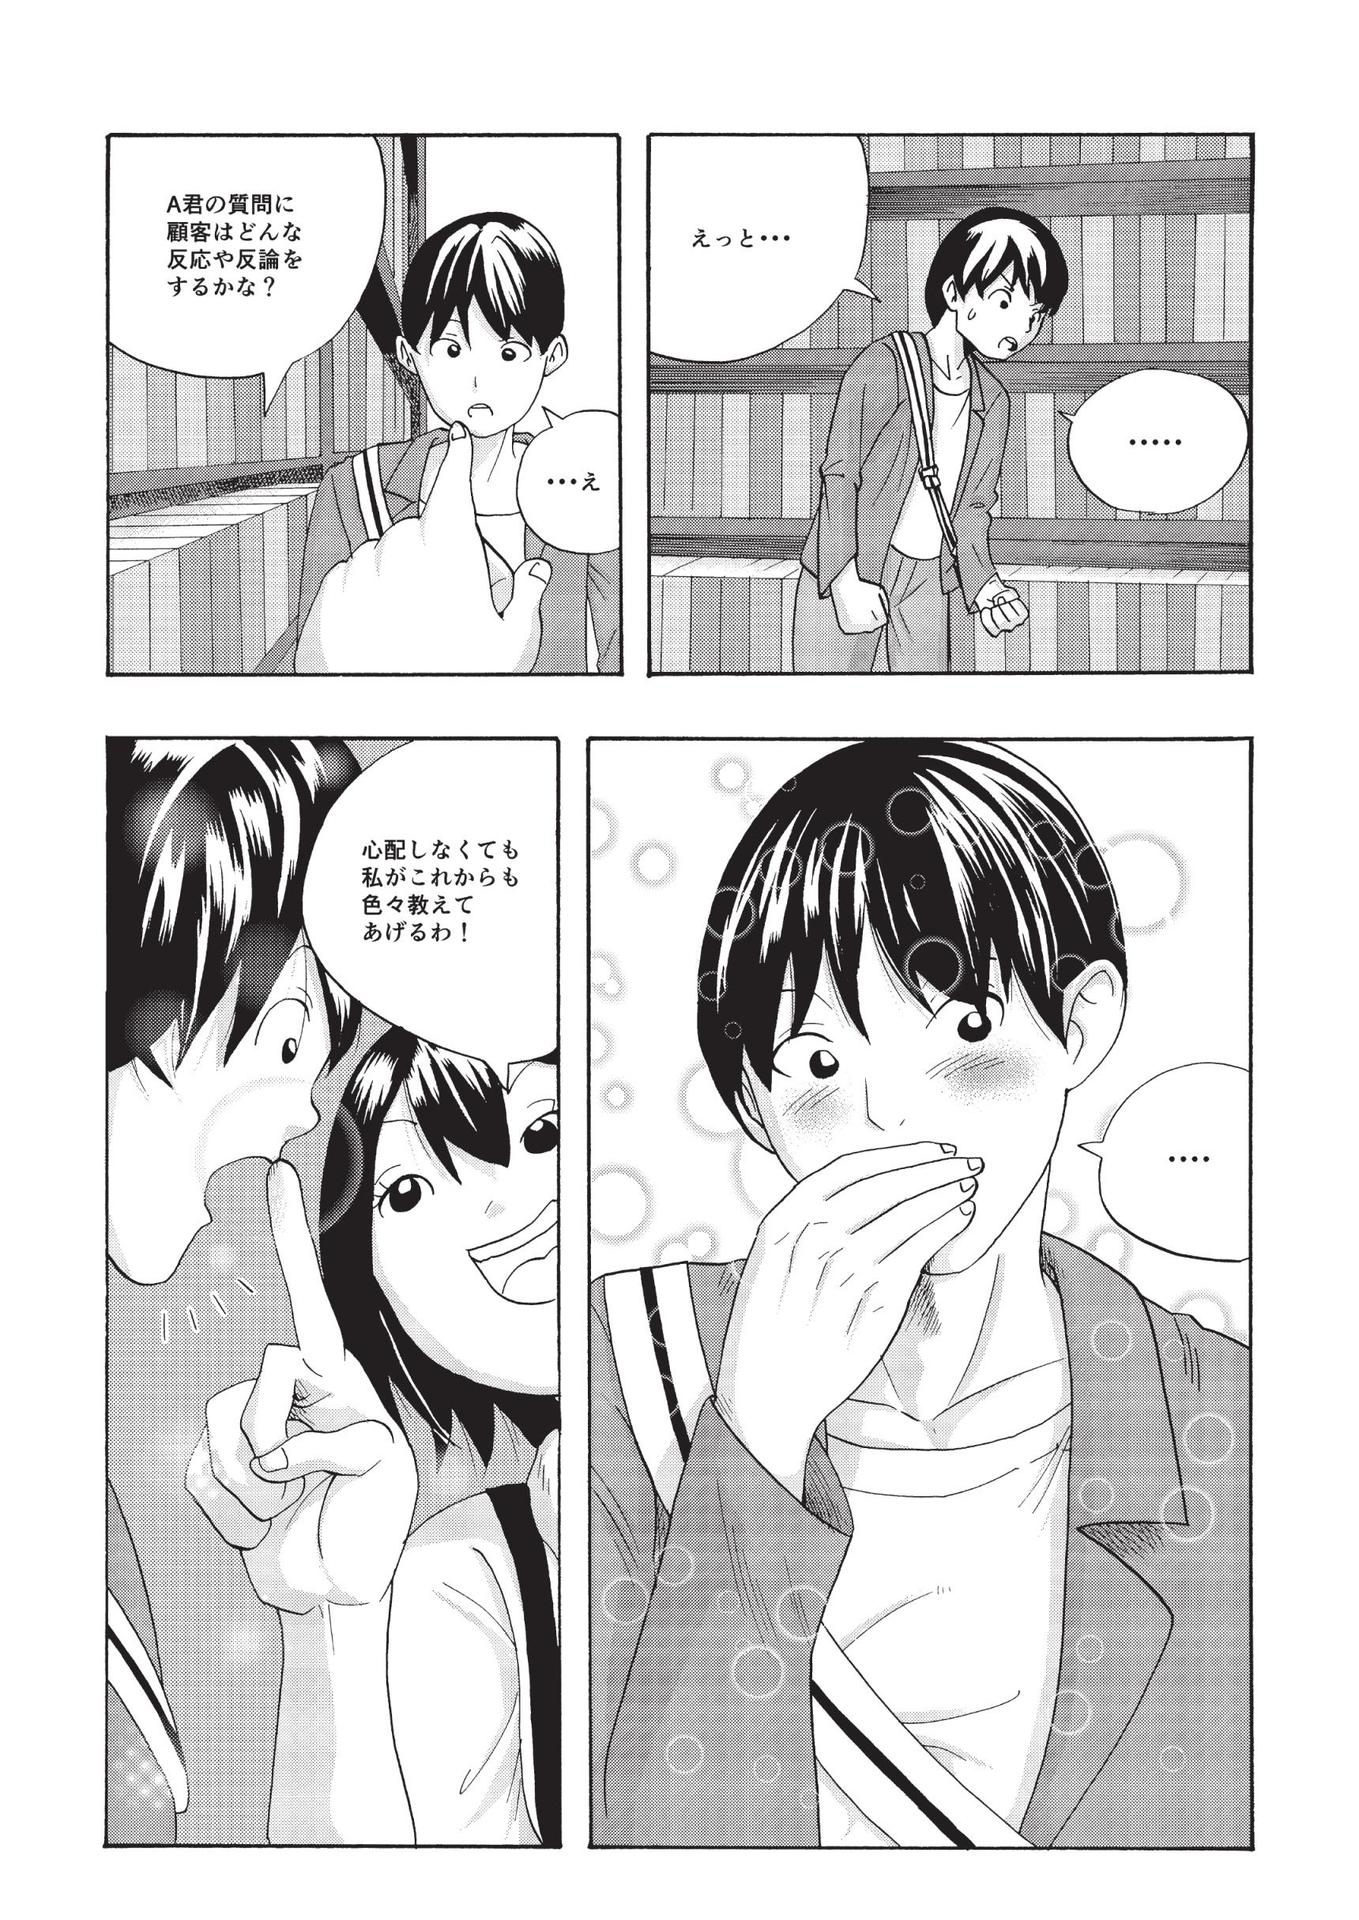 A君の質問に
顧客はどんな
反応や反論を
するかな？
•••え
えっと•••
•••••
心配しなくても
私がこれからも
色々教えて
あげるわ！
••••